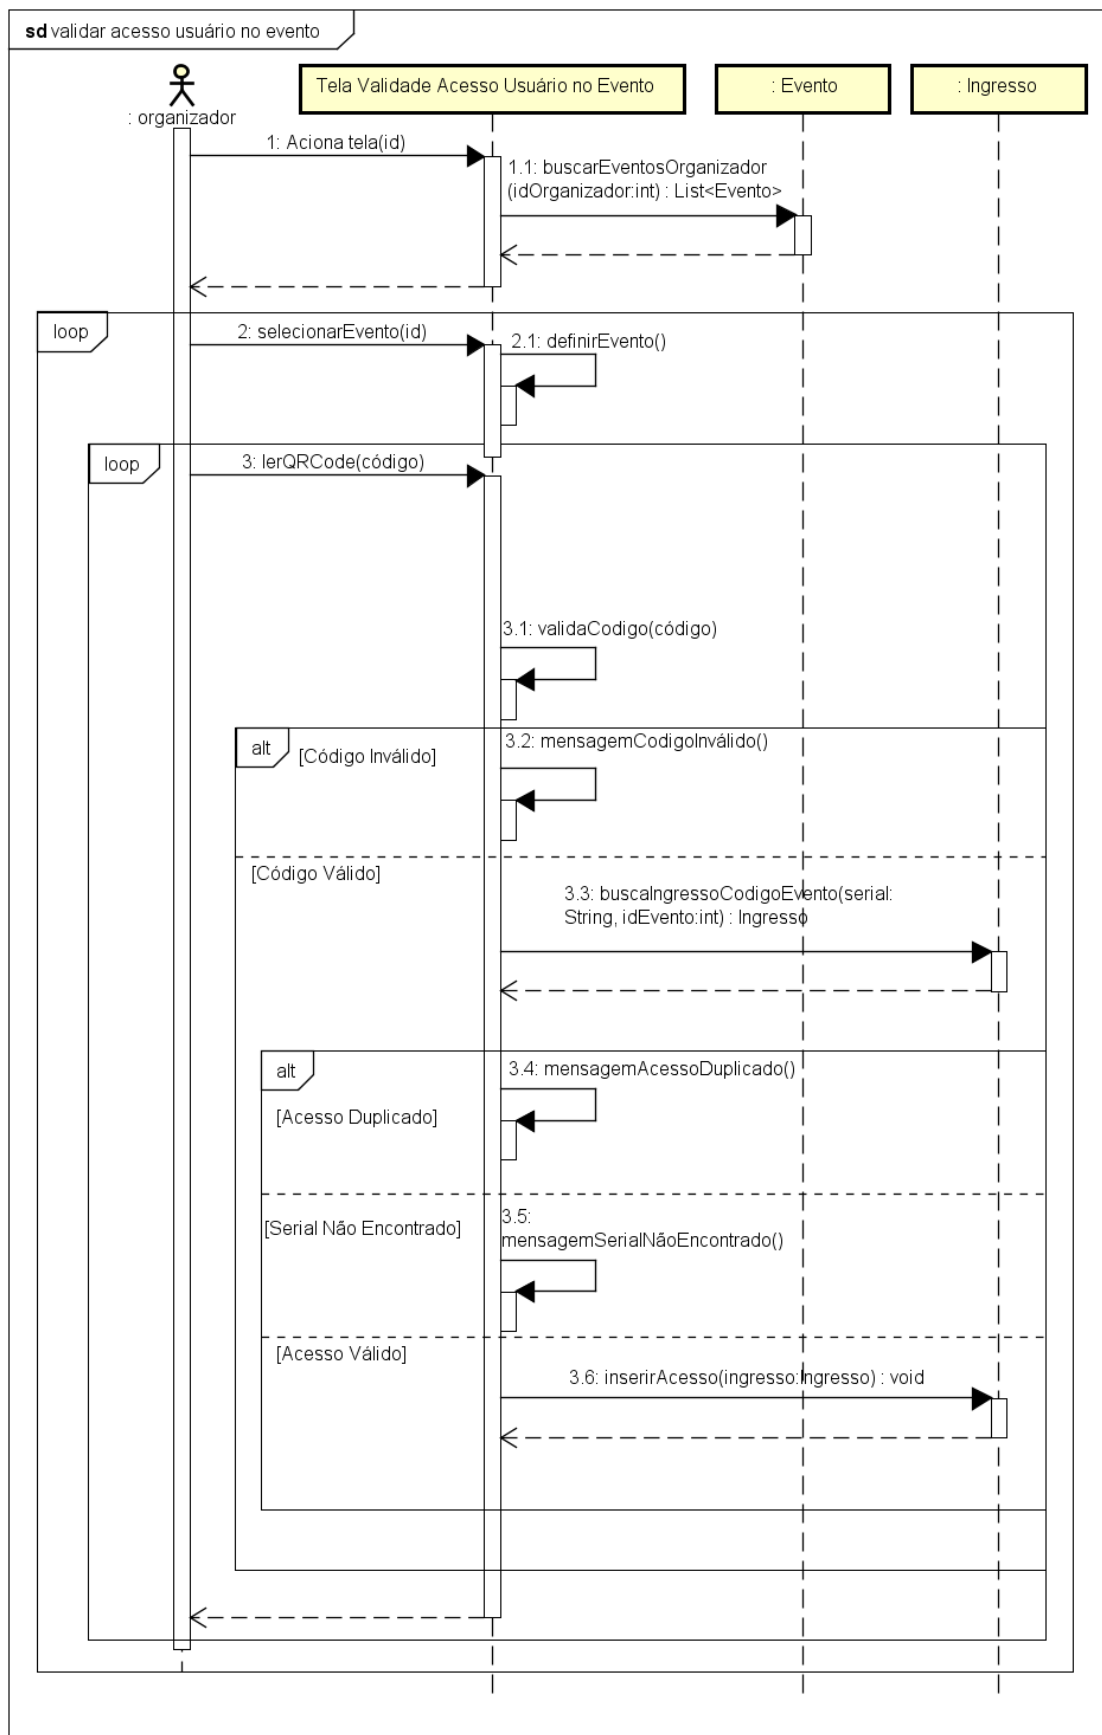 sd validar acesso usuário no evento
: organizador
Tela Validade Acesso Usuário no Evento
: Evento
: Ingresso
1: Aciona tela(id)
1.1: buscarEventosOrganizador
(idOrganizador:int) : List<Evento>
loop
2: selecionarEvento(id)
2.1: definirEvento()
loop
3: lerQRCode(código)
3.1: validaCodigo(código)
alt
[Código Inválido]
3.2: mensagemCodigoInválido()
[Código Válido]
3.3: buscaIngressoCodigoEvento(serial:
String, idEvento:int) : Ingresso
alt
[Acesso Duplicado]
3.4: mensagemAcessoDuplicado()
[Serial Não Encontrado]
3.5:
mensagemSerialNãoEncontrado()
[Acesso Válido]
3.6: inserirAcesso(ingresso:Ingresso) : void